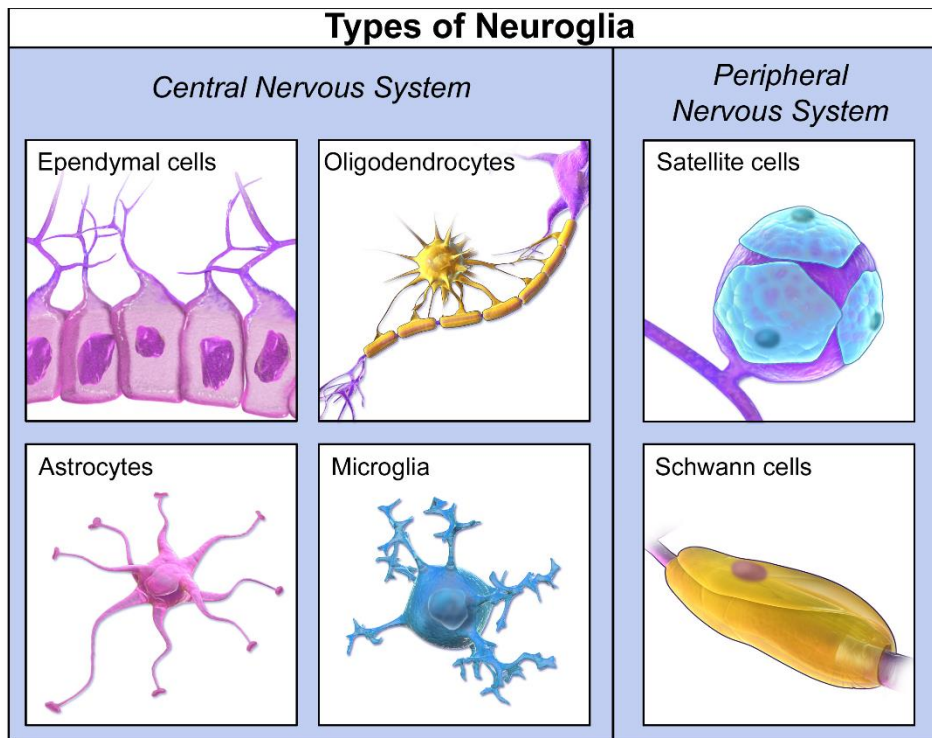 Types of Neuroglia
Central Nervous System
Peripheral
Nervous System
Ependymal cells
Oligodendrocytes
Satellite cells
Astrocytes
Microglia
Schwann cells